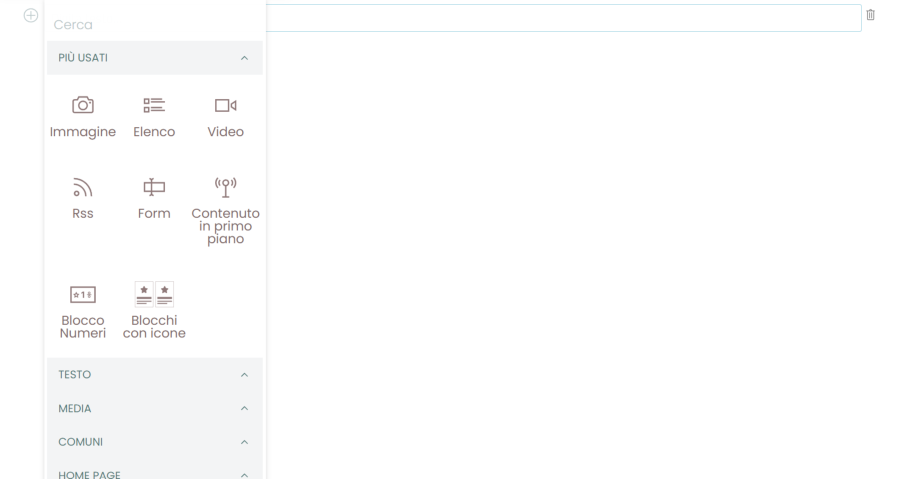 Cerca
PIÙ USATI
Immagine
Elenco
Video
Rss
Form
Contenuto
in primo
piano
1
Blocco
Numeri
Blocchi
con icone
TESTO
MEDIA
COMUNI
HOME PAGE